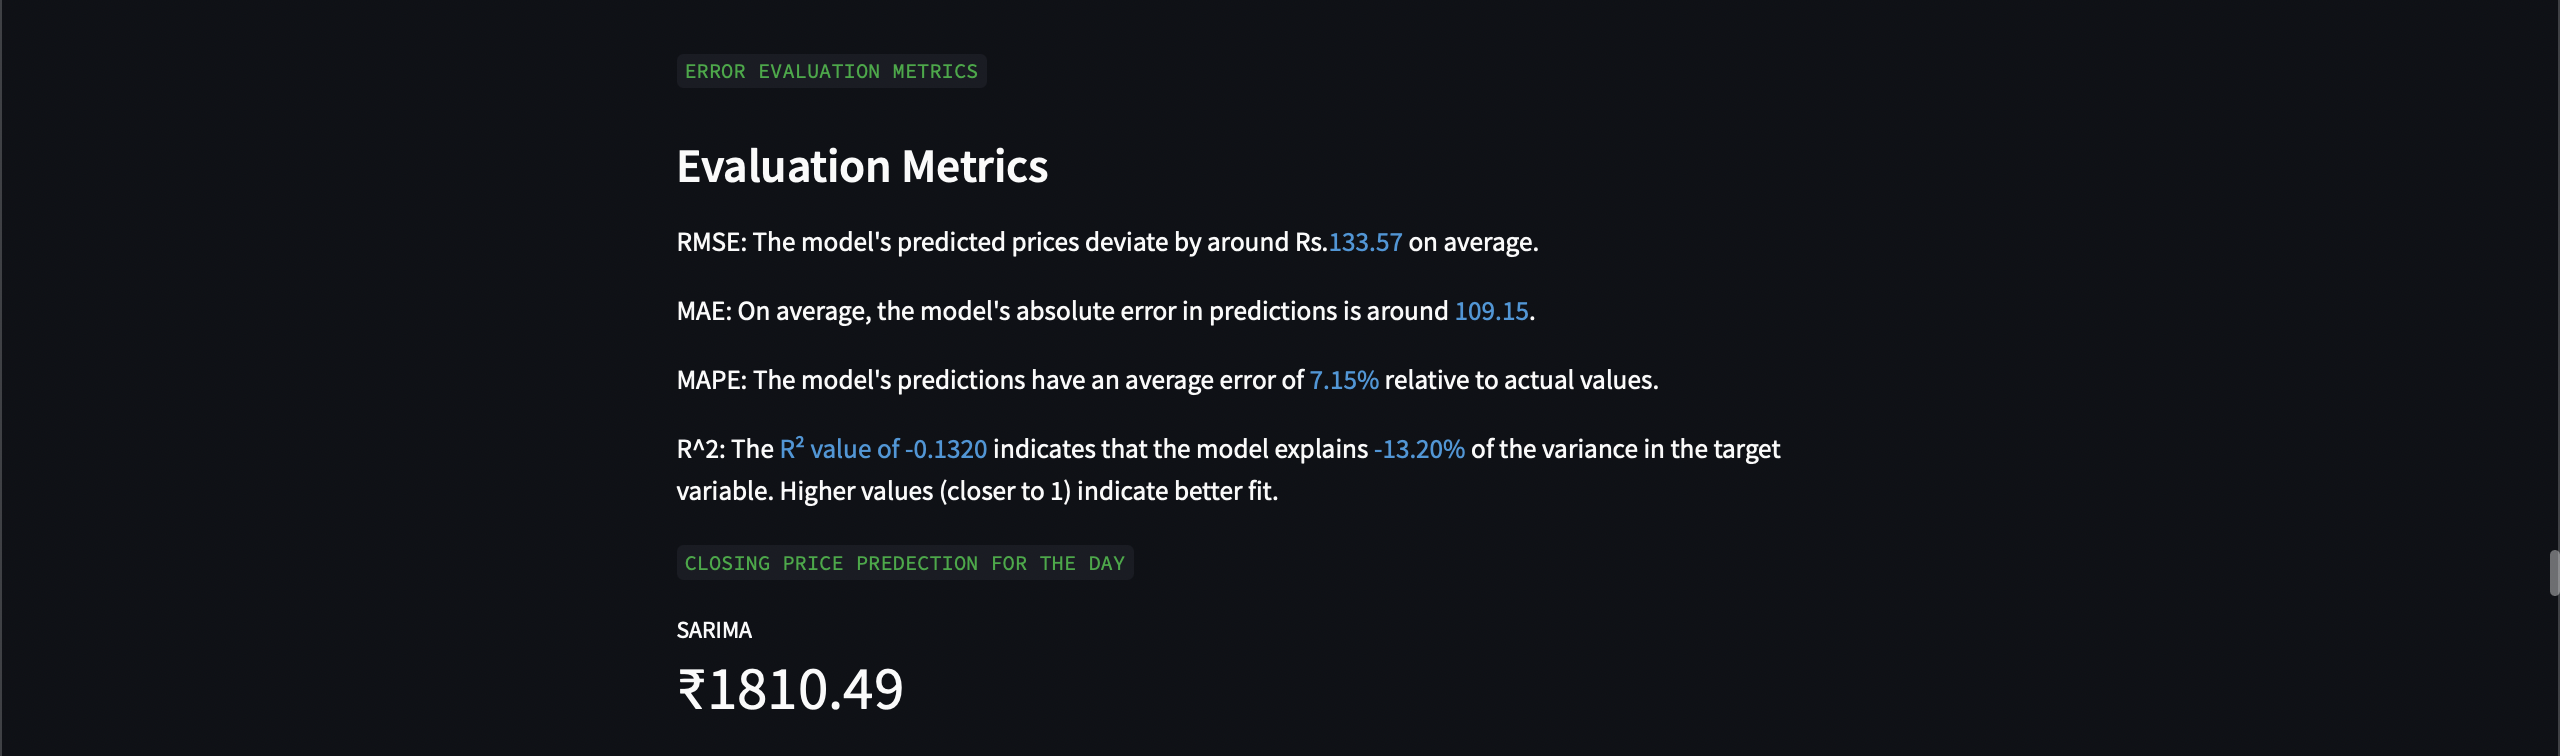 ERROR EVALUATION METRICS
Evaluation Metrics
RMSE: The model's predicted prices deviate by around Rs.133.57 on average.
MAE: On average, the model's absolute error in predictions is around 109.15.
MAPE: The model's predictions have an average error of 7.15% relative to actual values.
R^2: The R² value of -0.1320 indicates that the model explains -13.20% of the variance in the target
variable. Higher values (closer to 1) indicate better fit.
CLOSING PRICE PREDECTION FOR THE DAY
SARIMA
₹1810.49